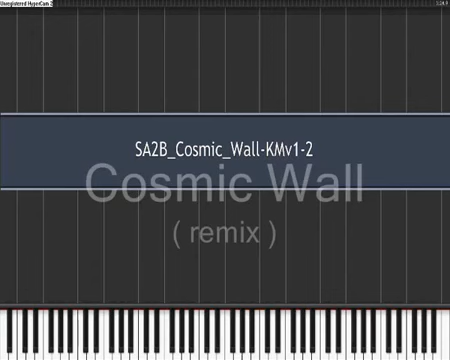 Unregistered HyperCam 2
SA2B_Cosmic_Wall-KMv1-2
Cosmic Wall
( remix )